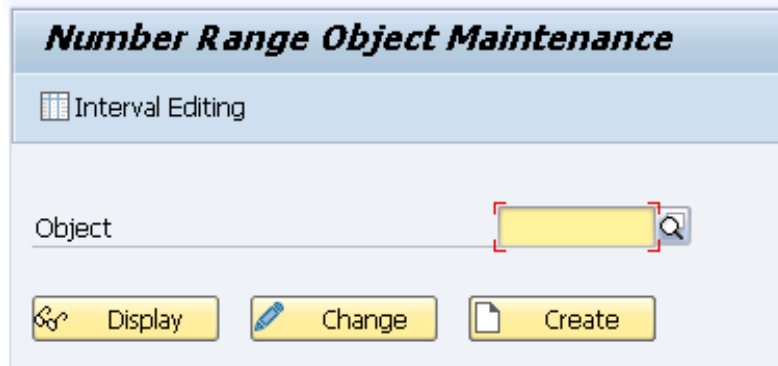 Number Range Object Maintenance
Interval Editing
Object
Display Change Create